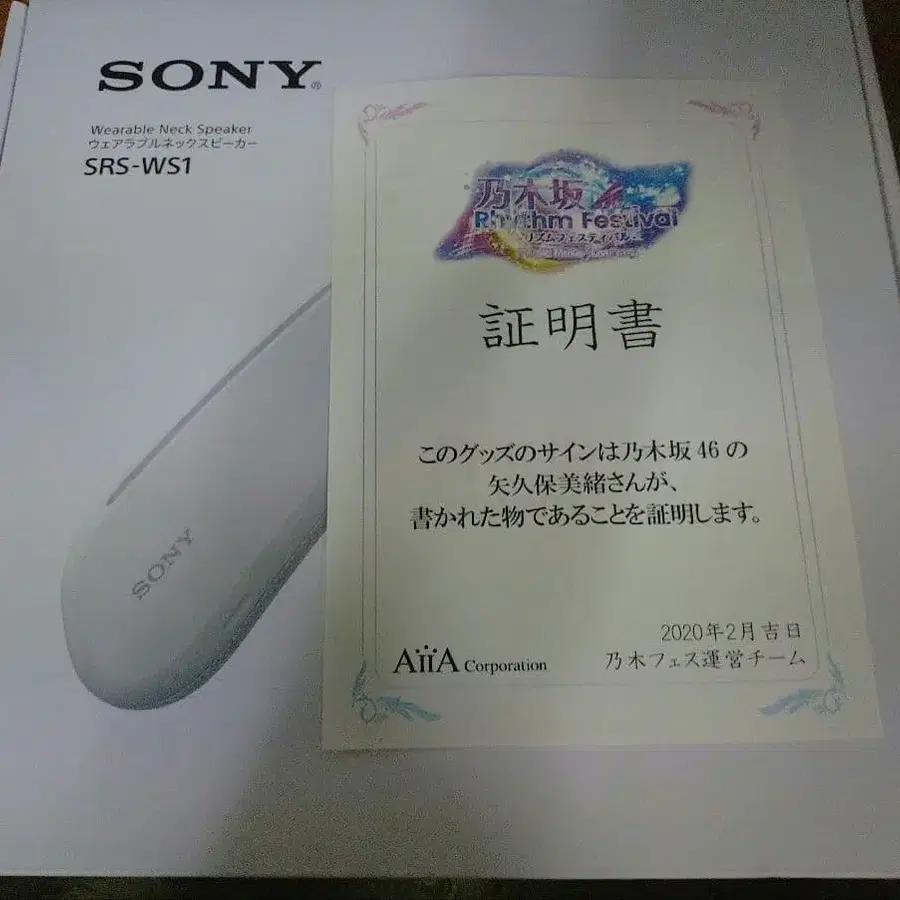 SONY®
Wearable Neck Speaker
ウェアラブルネックスピーカー
SRS-WS1
SONY
乃木坂
Rhythm Festival
リズムフェスティバル
証明書
このグッズのサインは乃木坂46の
矢久保美緒さんが、
書かれた物であることを証明します。
2020年2月吉日
AiiA Corporation
乃木フェス運営チーム